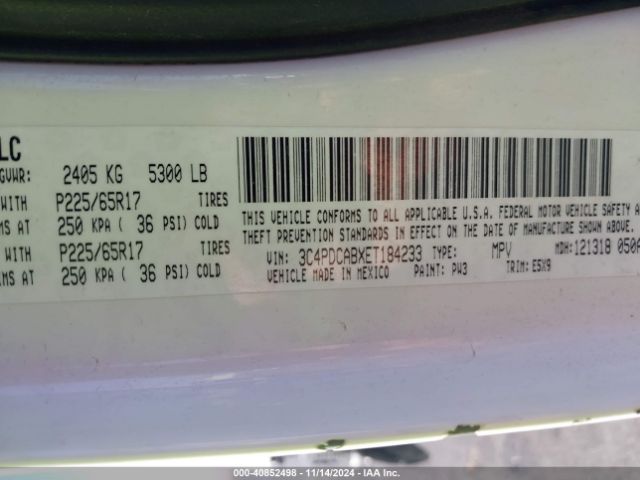 LC
GVWR: 2405 KG 5300 LB
WITH P225/65R17 TIRES
MS AT 250 KPA ( 36 PSI) COLD
WITH P225/65R17 TIRES
MS AT 250 KPA ( 36 PSI) COLD
THIS VEHICLE CONFORMS TO ALL APPLICABLE U.S.A. FEDERAL MOTOR VEHICLE SAFETY A
THEFT PREVENTION STANDARDS IN EFFECT ON THE DATE OF MANUFACTURE SHOWN ABOVE.
VIN: 3C4PDCABXET184233 TYPE: MPV MDH:121318 050A
VEHICLE MADE IN MEXICO PAINT: PW3 TRIM: E5X9
000-40852498 - 11/14/2024 - IAA Inc.